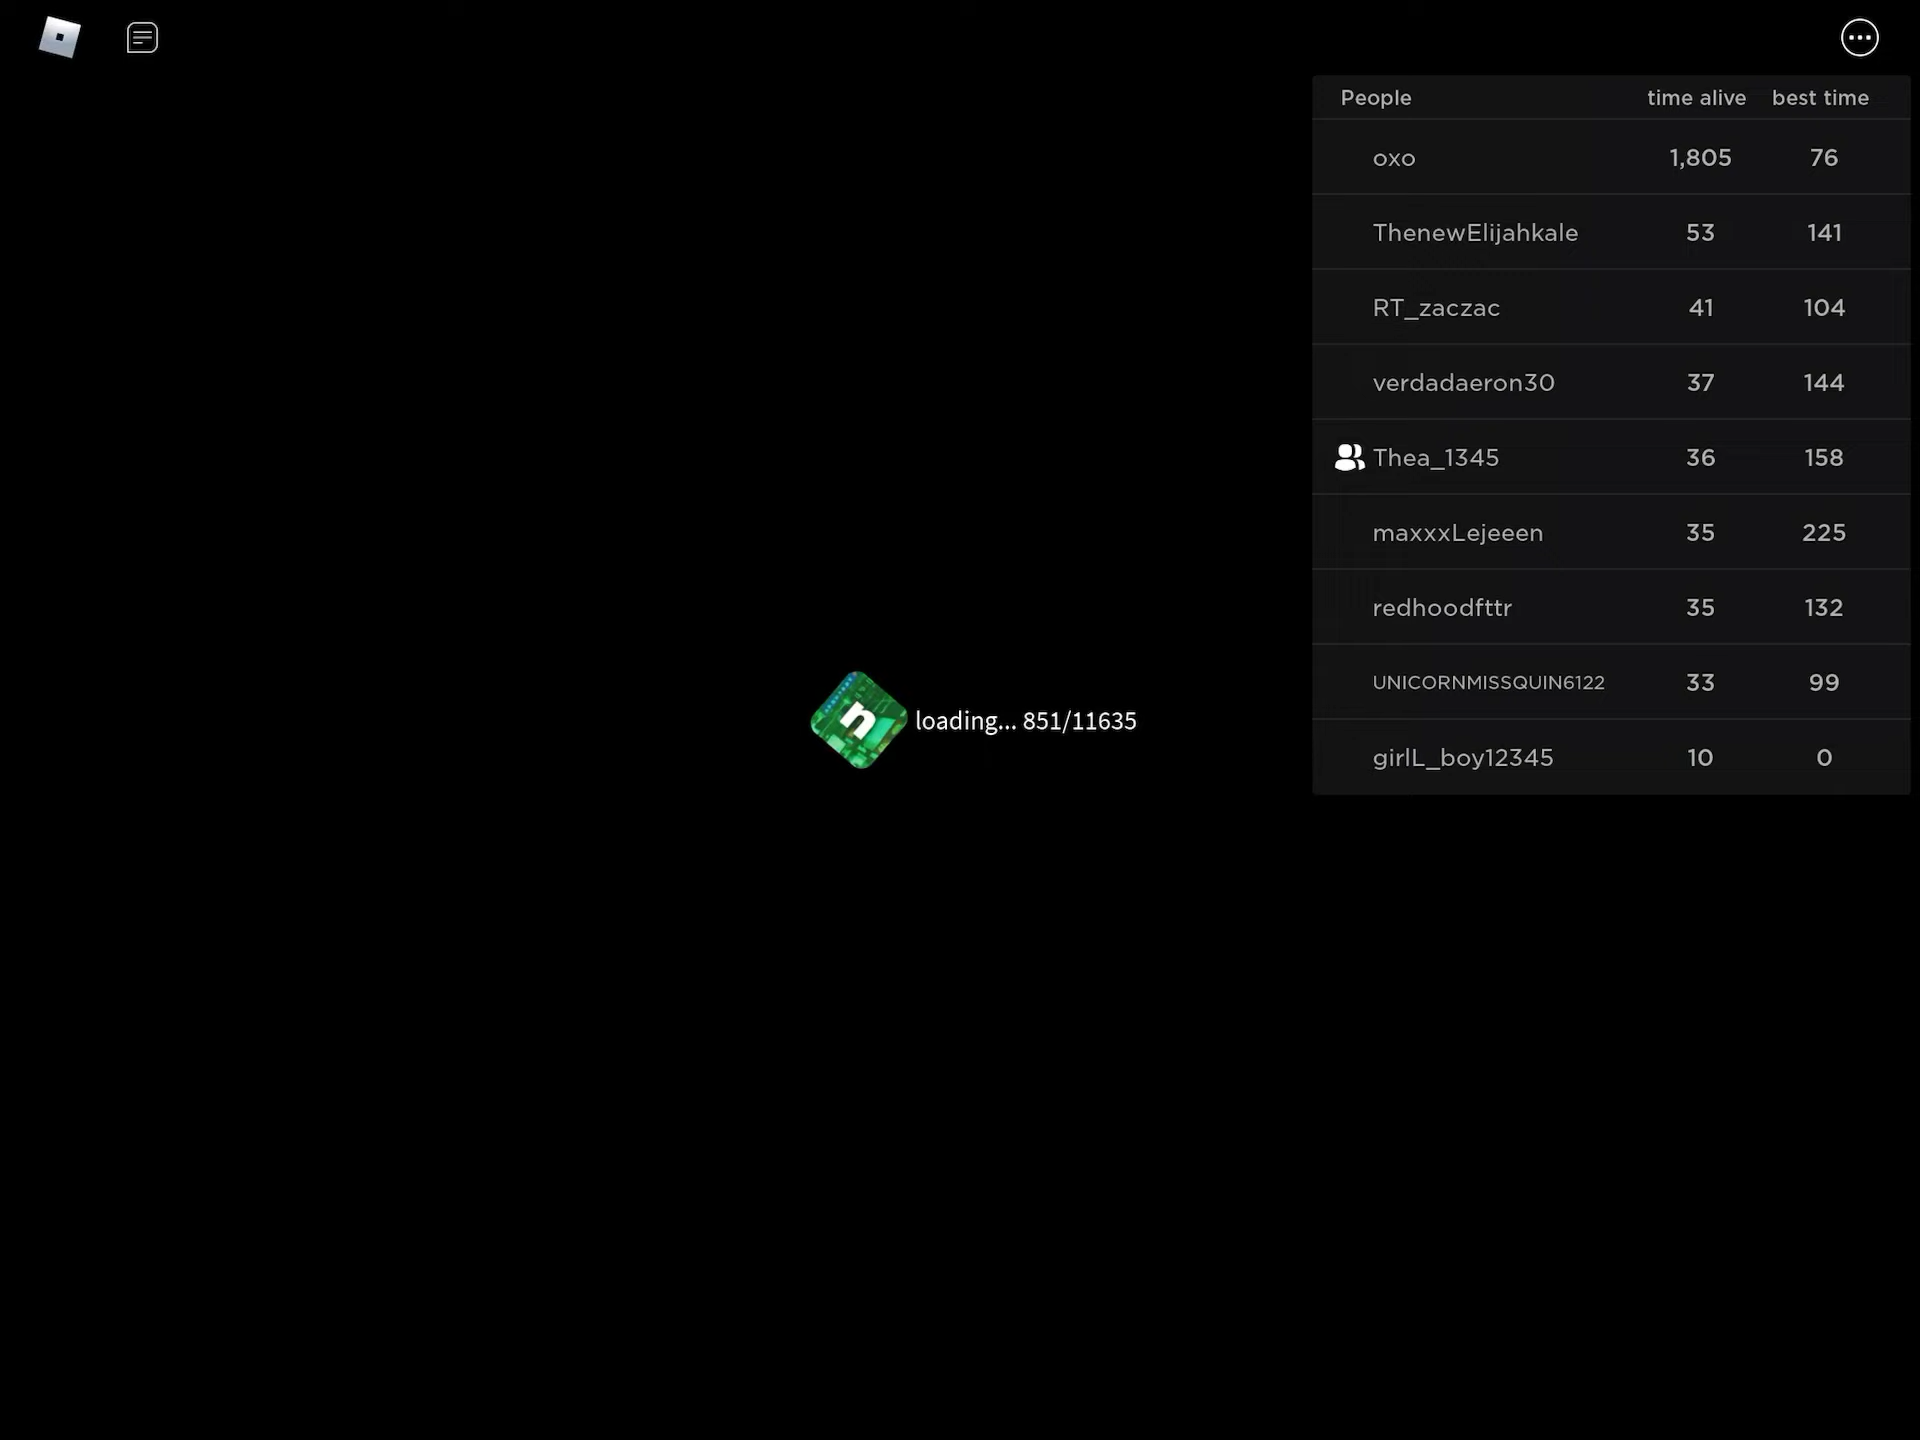 People time alive best time
oxo 1,805 76
ThenewElijahkale 53 141
RT_zaczac 41 104
verdadaeron30 37 144
Thea_1345 36 158
maxxxLejeeen 35 225
redhoodfttr 35 132
UNICORNMISSQUIN6122 33 99
girlL_boy12345 10 0
n loading... 851/11635